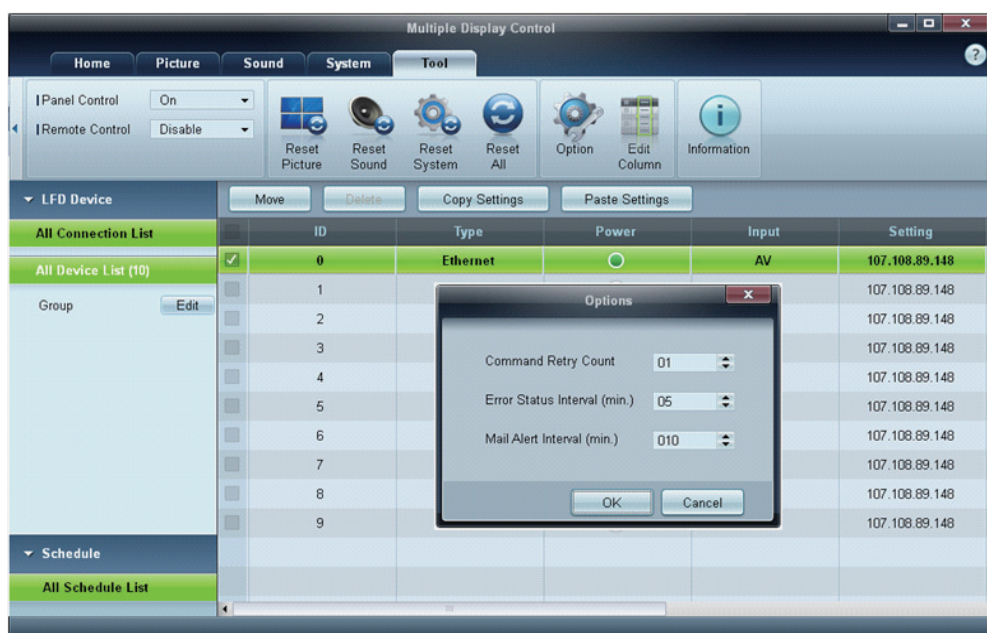 Multiple Display Control
Home Picture Sound System Tool
Panel Control On
Remote Control Disable
Reset Picture
Reset Sound
Reset System
Reset All
Option
Edit Column
Information
LFD Device
Move Delete Copy Settings Paste Settings
All Connection List
ID Type Power Input Setting
All Device List (10)
0 Ethernet AV 107.108.89.148
Group Edit
1 107.108.89.148
2 107.108.89.148
3 107.108.89.148
4 107.108.89.148
5 107.108.89.148
6 107.108.89.148
7 107.108.89.148
8 107.108.89.148
9 107.108.89.148
Options
Command Retry Count 01
Error Status Interval (min.) 05
Mail Alert Interval (min.) 010
OK Cancel
Schedule
All Schedule List